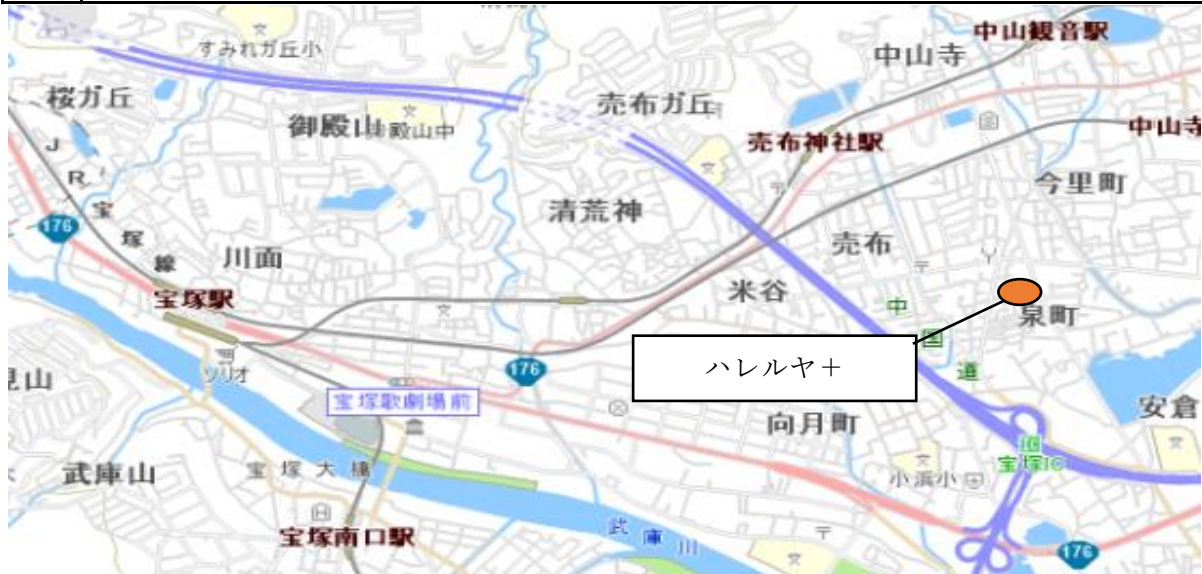 中山観音駅
すみれガ丘小
中山寺
桜ガ丘
売布ガ丘
御殿山
御殿山中
売布神社駅
中山寺
JR宝塚線
今里町
清荒神
176
川面
売布
米谷
宝塚駅
泉町
中国道
ソリオ
ハレルヤ+
176
宝塚歌劇場前
安倉
向月町
IC
宝塚IC
武庫山
宝塚大橋
小浜小
宝塚南口駅
武庫川
176